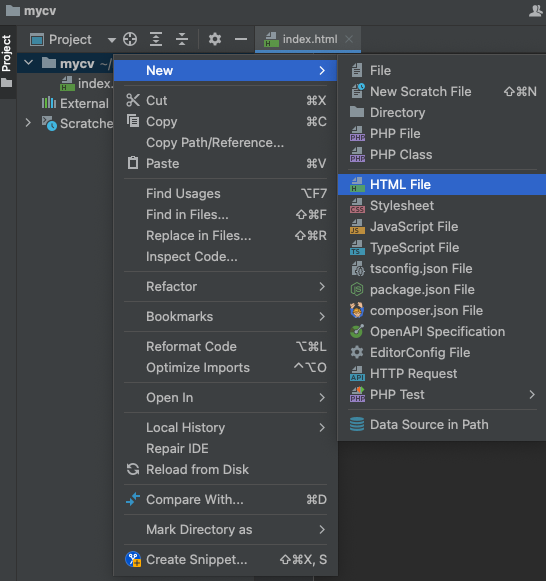 mycv
Project
Project
index.html
mycv ~/
index.
External
Scratche
New
Cut ⌘X
Copy ⌘C
Copy Path/Reference...
Paste ⌘V
Find Usages ⌥F7
Find in Files... ⇧⌘F
Replace in Files... ⇧⌘R
Inspect Code...
Refactor
Bookmarks
Reformat Code ⌥⌘L
Optimize Imports ^⌥O
Open In
Local History
Repair IDE
Reload from Disk
Compare With... ⌘D
Mark Directory as
Create Snippet... ⇧⌘X, S
File
New Scratch File ⇧⌘N
Directory
PHP File
PHP Class
HTML File
Stylesheet
JavaScript File
TypeScript File
tsconfig.json File
package.json File
composer.json File
OpenAPI Specification
EditorConfig File
HTTP Request
PHP Test
Data Source in Path